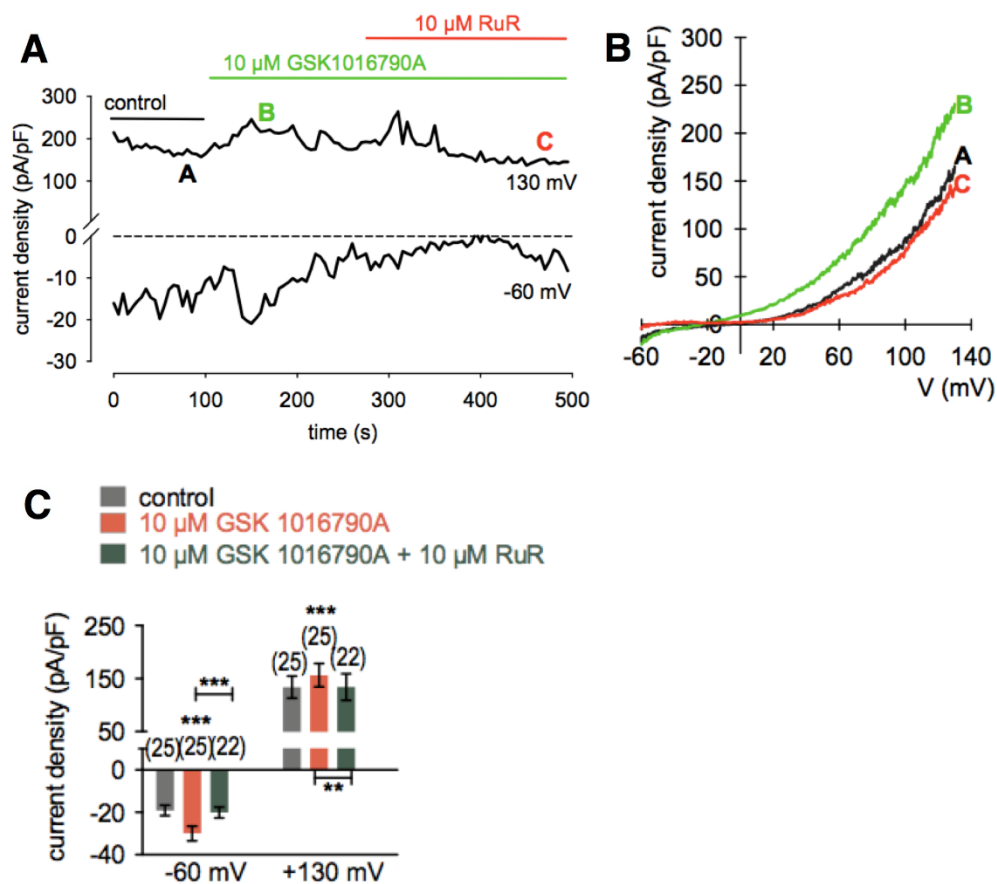 A
10 µM RuR
10 µM GSK1016790A
control
B
A
C
130 mV
-60 mV
current density (pA/pF)
300
200
100
0
-10
-20
-30
0 100 200 300 400 500
time (s)
B
current density (pA/pF)
300
250
200
150
100
50
0
B
A
C
-60 -20 20 60 100 140
V (mV)
C
control
10 µM GSK 1016790A
10 µM GSK 1016790A + 10 µM RuR
current density (pA/pF)
250
150
50
0
-20
-40
***
***
(25) (25) (22)
***
(25) (25) (22)
**
-60 mV +130 mV